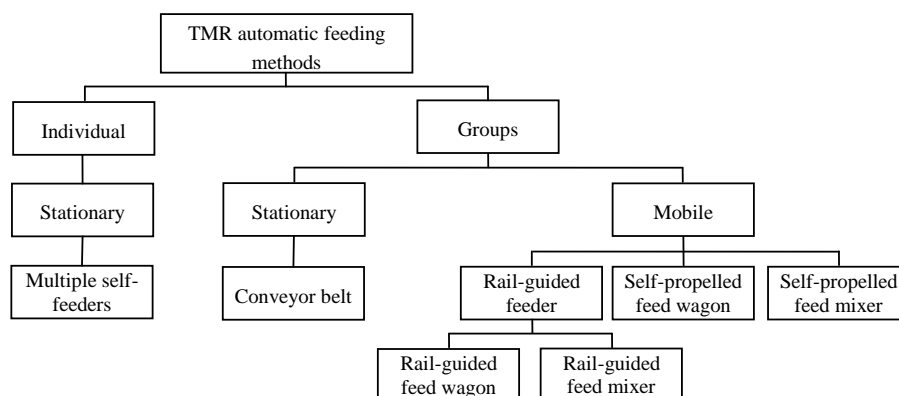 TMR automatic feeding
methods
Individual
Groups
Stationary
Stationary
Mobile
Multiple self-
feeders
Conveyor belt
Rail-guided
feeder
Self-propelled
feed wagon
Self-propelled
feed mixer
Rail-guided
feed wagon
Rail-guided
feed mixer